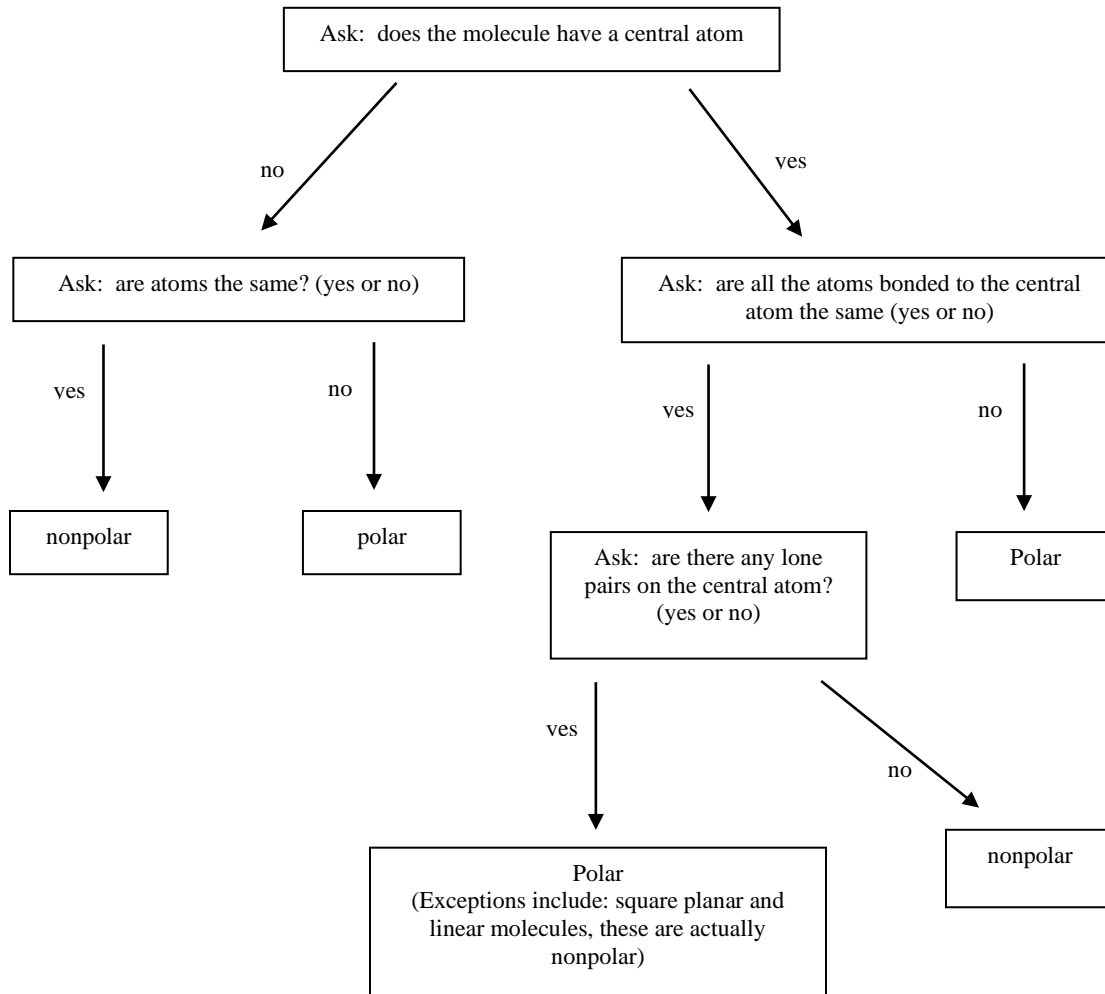 Ask: does the molecule have a central atom
no
yes
Ask: are atoms the same? (yes or no)
Ask: are all the atoms bonded to the central
atom the same (yes or no)
yes
no
yes
no
nonpolar
polar
Ask: are there any lone
pairs on the central atom?
(yes or no)
Polar
yes
no
Polar
(Exceptions include: square planar and
linear molecules, these are actually
nonpolar)
nonpolar